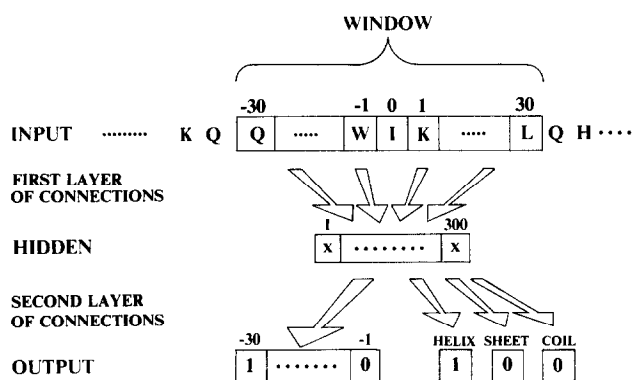 WINDOW
-30 -1 0 1 30
INPUT ......... K Q Q ..... W I K ..... L Q H ....
FIRST LAYER
OF CONNECTIONS
1 300
HIDDEN x ........ x
SECOND LAYER
OF CONNECTIONS
-30 -1 HELIX SHEET COIL
OUTPUT 1 ....... 0 1 0 0